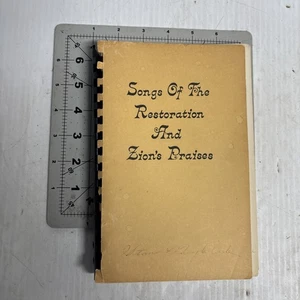 Songs Of The
Restoration
And
Zion's Praises
6
5
4
3
2
1